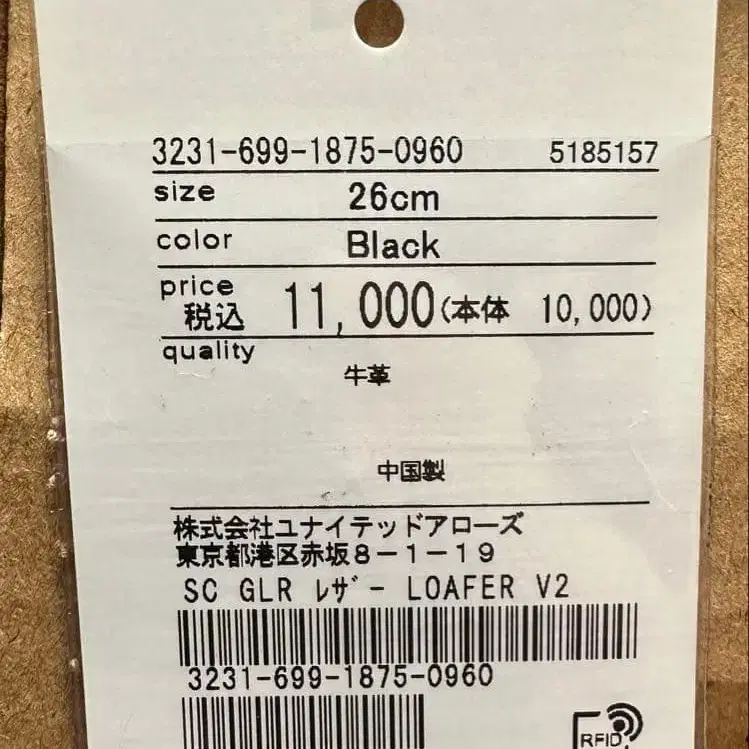 3231-699-1875-0960 5185157
size 26cm
color Black
price
税込 11,000(本体 10,000)
quality
牛革
中国製
株式会社ユナイテッドアローズ
東京都港区赤坂8-1-19
SC GLR ﾚｻﾞｰ LOAFER V2
3231-699-1875-0960
RFID